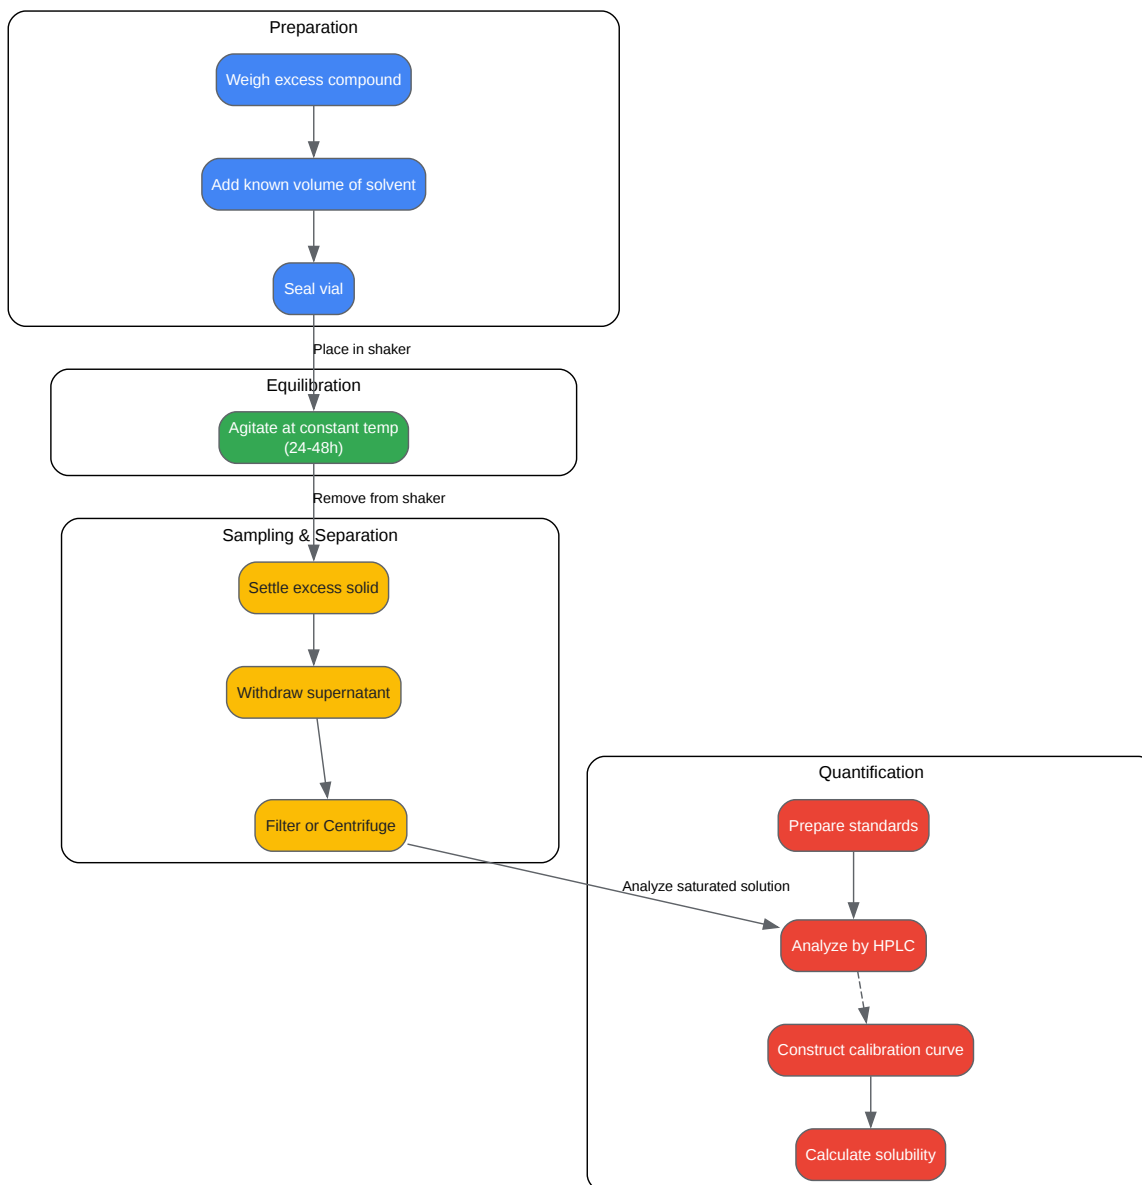 Preparation
Weigh excess compound
Add known volume of solvent
Seal vial
Place in shaker
Equilibration
Agitate at constant temp
(24-48h)
Remove from shaker
Sampling & Separation
Settle excess solid
Withdraw supernatant
Filter or Centrifuge
Quantification
Prepare standards
Analyze saturated solution
Analyze by HPLC
Construct calibration curve
Calculate solubility